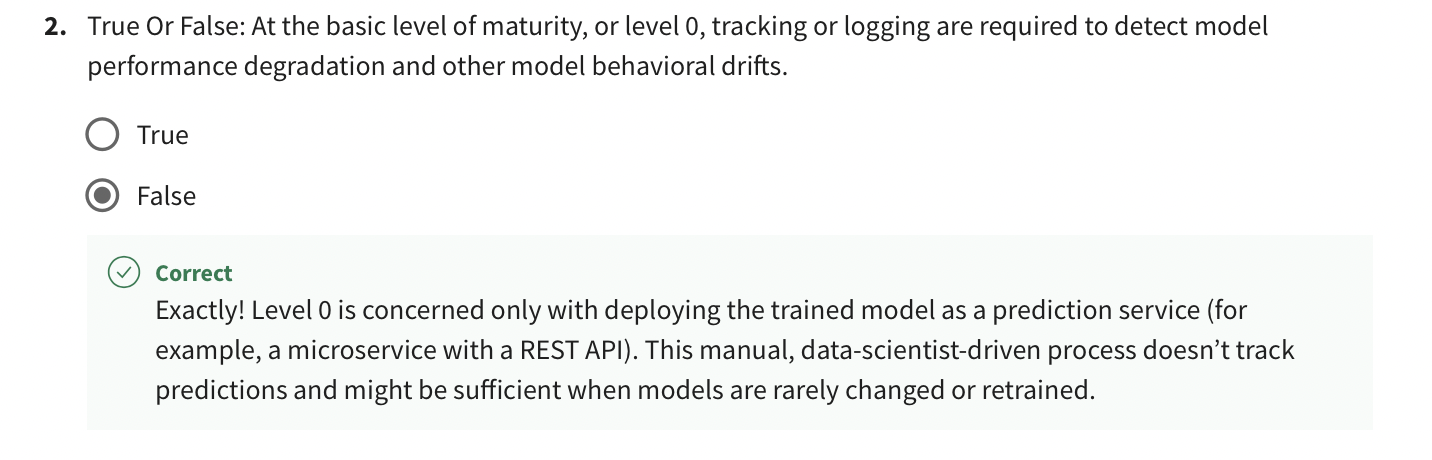 2. True Or False: At the basic level of maturity, or level 0, tracking or logging are required to detect model
performance degradation and other model behavioral drifts.
True
False
Correct
Exactly! Level 0 is concerned only with deploying the trained model as a prediction service (for
example, a microservice with a REST API). This manual, data-scientist-driven process doesn’t track
predictions and might be sufficient when models are rarely changed or retrained.